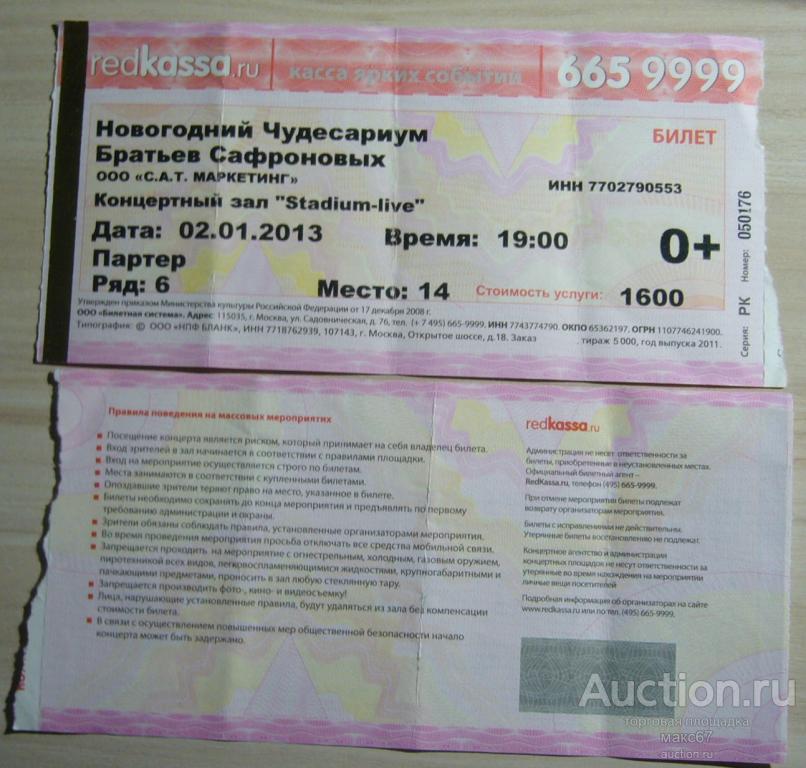 redkassa.ru касса ярких событий 665 9999
Новогодний Чудесариум БИЛЕТ
Братьев Сафроновых
ООО «С.А.Т. МАРКЕТИНГ» ИНН 7702790553
Концертный зал "Stadium-live"
Дата: 02.01.2013 Время: 19:00 0+
Партер
Ряд: 6 Место: 14 Стоимость услуги: 1600
Утвержден приказом Министерства культуры Российской Федерации от 17 декабря 2008 г.
ООО «Билетная система». Адрес: 115035, г. Москва, ул. Садовническая, д. 76, тел. (+7 495) 665-9999. ИНН 7743774790. ОКПО 65362197. ОГРН 1107746241900.
Типография: © ООО «НПФ БЛАНК», ИНН 7718762939, 107143, г. Москва, Открытое шоссе, д.18. Заказ . тираж 5 000, год выпуска 2011.
Серия: РК Номер: 050176
Правила поведения на массовых мероприятиях
Посещение концерта является риском, который принимает на себя владелец билета.
Вход зрителей в зал начинается в соответствии с правилами площадки.
Вход на мероприятие осуществляется строго по билетам.
Места занимаются в соответствии с купленными билетами.
Опоздавшие зрители теряют право на место, указанное в билете.
Билеты необходимо сохранять до конца мероприятия и предъявлять по первому
требованию администрации и охраны.
Зрители обязаны соблюдать правила, установленные организаторами мероприятия.
Во время проведения мероприятия просьба отключать все средства мобильной связи.
Запрещается проходить на мероприятие с огнестрельным, холодным, газовым оружием,
пиротехникой всех видов, легковоспламеняющимися жидкостями, крупногабаритными и
пачкающими предметами, проносить в зал любую стеклянную тару.
Запрещается производить фото-, кино- и видеосъемку!
Лица, нарушающие установленные правила, будут удаляться из зала без компенсации
стоимости билета.
В связи с осуществлением повышенных мер общественной безопасности начало
концерта может быть задержано.
redkassa.ru
Администрация не несет ответственности за
билеты, приобретенные в неустановленных местах.
Официальный билетный агент –
RedKassa.ru, телефон (495) 665-9999.
При отмене мероприятия билеты подлежат
возврату организаторам мероприятия.
Билеты с исправлениями не действительны.
Утерянные билеты восстановлению не подлежат.
Концертное агентство и администрации
концертных площадок не несет ответственности за
утерянные во время нахождения на мероприятии
личные вещи посетителей
Подробная информация об организаторах на сайте
www.redkassa.ru или по тел. (495) 665-9999.
Auction.ru
торговая площадка
макс67
auction.ru